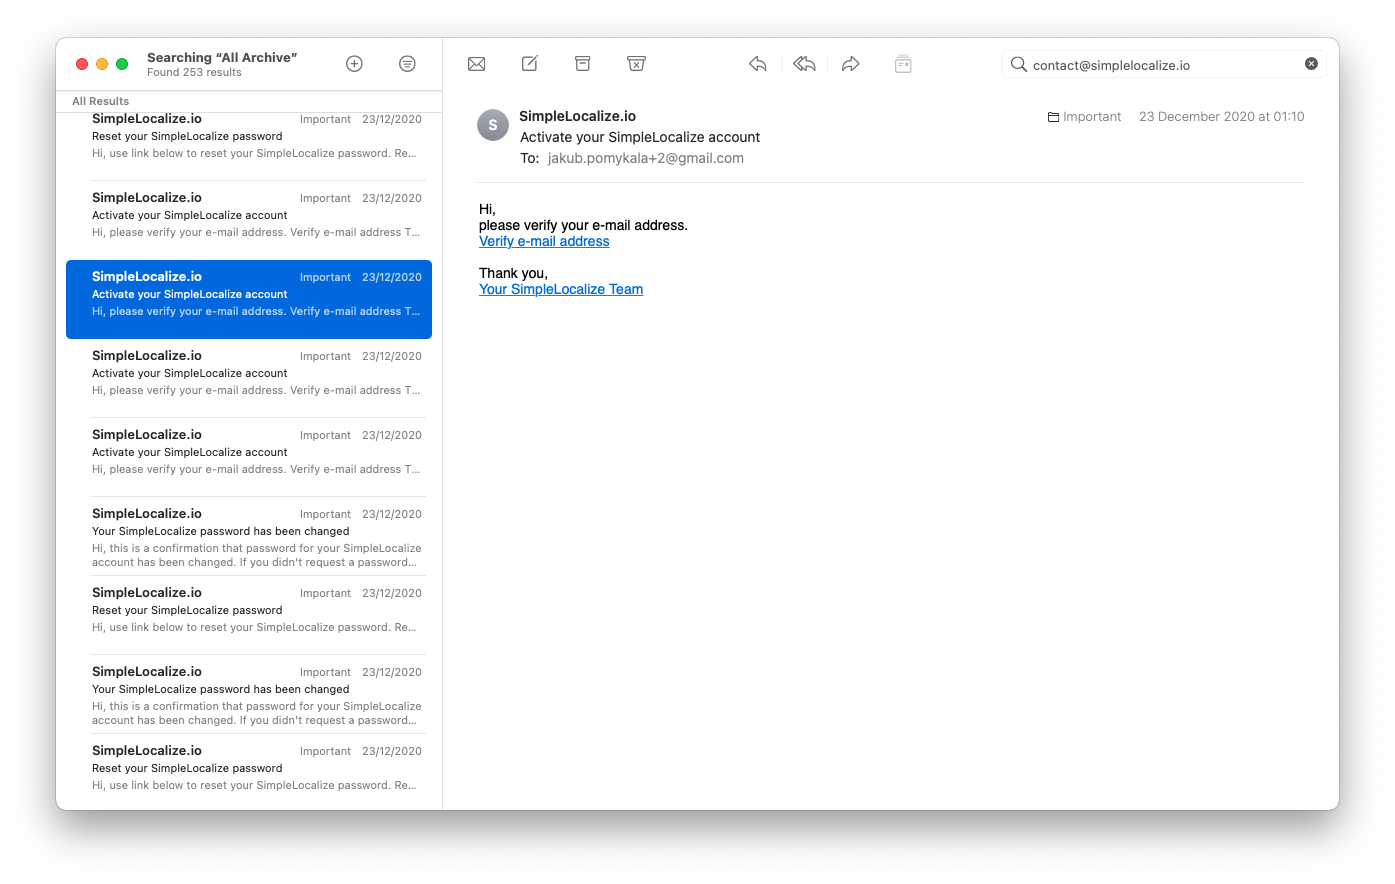 Searching “All Archive”
Found 253 results
contact@simplelocalize.io
All Results
SimpleLocalize.io Important 23/12/2020
Reset your SimpleLocalize password
Hi, use link below to reset your SimpleLocalize password. Re...
SimpleLocalize.io Important 23/12/2020
Activate your SimpleLocalize account
Hi, please verify your e-mail address. Verify e-mail address T...
SimpleLocalize.io Important 23/12/2020
Activate your SimpleLocalize account
Hi, please verify your e-mail address. Verify e-mail address T...
SimpleLocalize.io Important 23/12/2020
Activate your SimpleLocalize account
Hi, please verify your e-mail address. Verify e-mail address T...
SimpleLocalize.io Important 23/12/2020
Activate your SimpleLocalize account
Hi, please verify your e-mail address. Verify e-mail address T...
SimpleLocalize.io Important 23/12/2020
Your SimpleLocalize password has been changed
Hi, this is a confirmation that password for your SimpleLocalize
account has been changed. If you didn't request a password...
SimpleLocalize.io Important 23/12/2020
Reset your SimpleLocalize password
Hi, use link below to reset your SimpleLocalize password. Re...
SimpleLocalize.io Important 23/12/2020
Your SimpleLocalize password has been changed
Hi, this is a confirmation that password for your SimpleLocalize
account has been changed. If you didn't request a password...
SimpleLocalize.io Important 23/12/2020
Reset your SimpleLocalize password
Hi, use link below to reset your SimpleLocalize password. Re...
S
SimpleLocalize.io Important 23 December 2020 at 01:10
Activate your SimpleLocalize account
To: jakub.pomykala+2@gmail.com
Hi,
please verify your e-mail address.
Verify e-mail address
Thank you,
Your SimpleLocalize Team